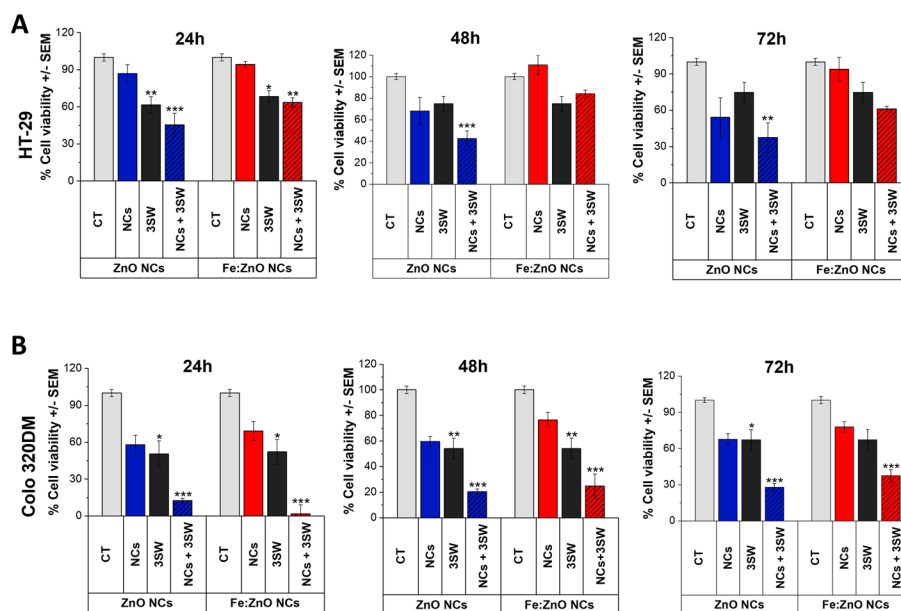 A
HT-29
% Cell viability +/- SEM
24h
120
90
60
30
0
**
***
*
**
CT
NCs
3SW
NCs + 3SW
CT
NCs
3SW
NCs + 3SW
ZnO NCs
Fe:ZnO NCs
% Cell viability +/- SEM
48h
120
100
80
60
40
20
0
***
CT
NCs
3SW
NCs + 3SW
CT
NCs
3SW
NCs + 3SW
ZnO NCs
Fe:ZnO NCs
% Cell viability +/- SEM
72h
120
90
60
30
0
**
CT
NCs
3SW
NCs + 3SW
CT
NCs
3SW
NCs + 3SW
ZnO NCs
Fe:ZnO NCs
B
Colo 320DM
% Cell viability +/- SEM
24h
120
90
60
30
0
*
***
*
***
CT
NCs
3SW
NCs + 3SW
CT
NCs
3SW
NCs + 3SW
ZnO NCs
Fe:ZnO NCs
% Cell viability +/- SEM
48h
120
100
80
60
40
20
0
**
***
**
***
CT
NCs
3SW
NCs + 3SW
CT
NCs
3SW
NCs+3SW
ZnO NCs
Fe:ZnO NCs
% Cell viability +/- SEM
72h
120
90
60
30
0
*
***
***
CT
NCs
3SW
NCs + 3SW
CT
NCs
3SW
NCs + 3SW
ZnO NCs
Fe:ZnO NCs